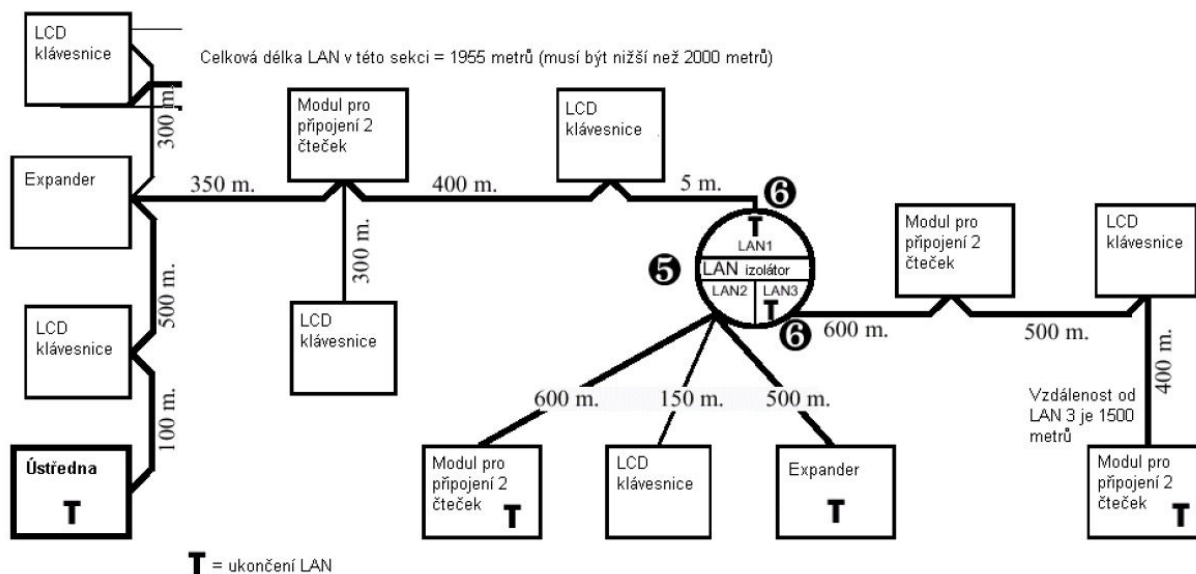 LCD
klávesnice
Celková délka LAN v této sekci = 1955 metrů (musí být nižší než 2000 metrů)
300 m.
Modul pro
připojení 2
čteček
LCD
klávesnice
Expander
350 m.
400 m.
5 m.
6
T
LAN1
LAN izolátor
LAN2
LAN3
T
5
6
Modul pro
připojení 2
čteček
LCD
klávesnice
300 m.
500 m.
LCD
klávesnice
LCD
klávesnice
600 m.
500 m.
400 m.
600 m.
150 m.
500 m.
Vzdálenost od
LAN 3 je 1500
metrů
100 m.
Ústředna
T
Modul pro
připojení 2
čteček
T
LCD
klávesnice
Expander
T
Modul pro
připojení 2
čteček
T
T = ukončení LAN